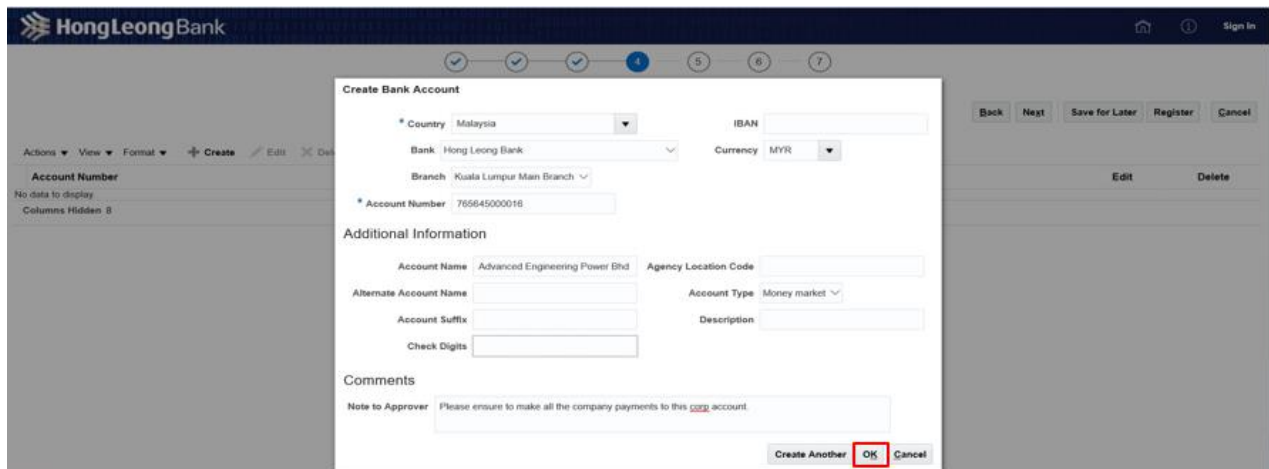 HongLeong Bank
Sign In
4 5 6 7
Create Bank Account
Back Next Save for Later Register Cancel
* Country Malaysia IBAN
Actions View Format Create Edit
Bank Hong Leong Bank Currency MYR
Account Number Branch Kuala Lumpur Main Branch Edit Delete
No data to display.
* Account Number 765645000016
Columns Hidden 8
Additional Information
Account Name Advanced Engineering Power Bhd Agency Location Code
Alternate Account Name Account Type Money market
Account Suffix Description
Check Digits
Comments
Note to Approver Please ensure to make all the company payments to this corp account.
Create Another OK Cancel